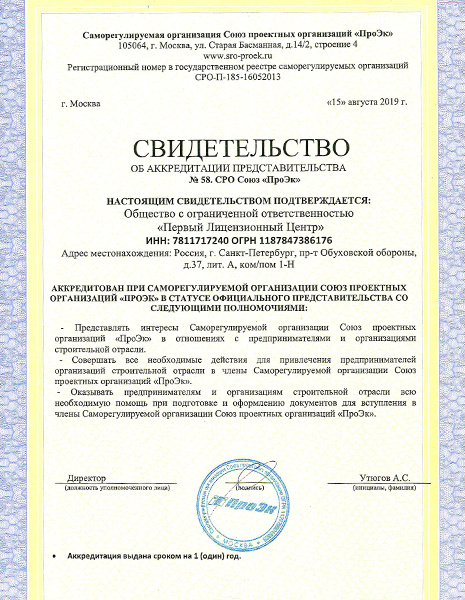 Саморегулируемая организация Союз проектных организаций «ПроЭк»
105064, г. Москва, ул. Старая Басманная, д.14/2, строение 4
www.sro-proek.ru
Регистрационный номер в государственном реестре саморегулируемых организаций
СРО-П-185-16052013
г. Москва «15» августа 2019 г.
СВИДЕТЕЛЬСТВО
ОБ АККРЕДИТАЦИИ ПРЕДСТАВИТЕЛЬСТВА
№ 58. СРО Союз «ПроЭк»
НАСТОЯЩИМ СВИДЕТЕЛЬСТВОМ ПОДТВЕРЖДАЕТСЯ:
Общество с ограниченной ответственностью
«Первый Лицензионный Центр»
ИНН: 7811717240 ОГРН 1187847386176
Адрес местонахождения: Россия, г. Санкт-Петербург, пр-т Обуховской обороны,
д.37, лит. А, ком/пом 1-Н
АККРЕДИТОВАН ПРИ САМОРЕГУЛИРУЕМОЙ ОРГАНИЗАЦИИ СОЮЗ ПРОЕКТНЫХ
ОРГАНИЗАЦИЙ «ПРОЭК» В СТАТУСЕ ОФИЦИАЛЬНОГО ПРЕДСТАВИТЕЛЬСТВА СО
СЛЕДУЮЩИМИ ПОЛНОМОЧИЯМИ:
- Представлять интересы Саморегулируемой организации Союз проектных
организаций «ПроЭк» в отношениях с предпринимателями и организациями
строительной отрасли.
- Совершать все необходимые действия для привлечения предпринимателей
организаций строительной отрасли в члены Саморегулируемой организации Союз
проектных организаций «ПроЭк».
- Оказывать предпринимателям и организациям строительной отрасли всю
необходимую помощь при подготовке и оформлению документов для вступления в
члены Саморегулируемой организации Союз проектных организаций «ПроЭк».
Директор Утюгов А.С.
(должность уполномоченного лица) (подпись) (инициалы, фамилия)
ПроЭк
МОСКВА
• Аккредитация выдана сроком на 1 (один) год.